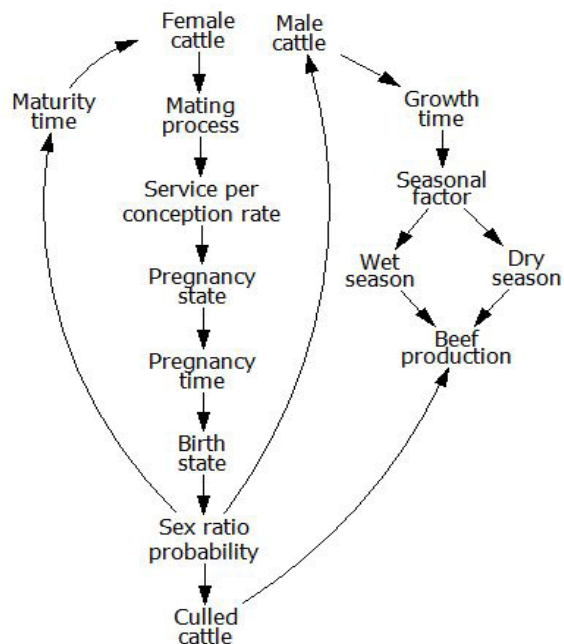 Female
cattle
Male
cattle
Maturity
time
Mating
process
Growth
time
Service per
conception rate
Seasonal
factor
Pregnancy
state
Wet
season
Dry
season
Pregnancy
time
Beef
production
Birth
state
Sex ratio
probability
Culled
cattle